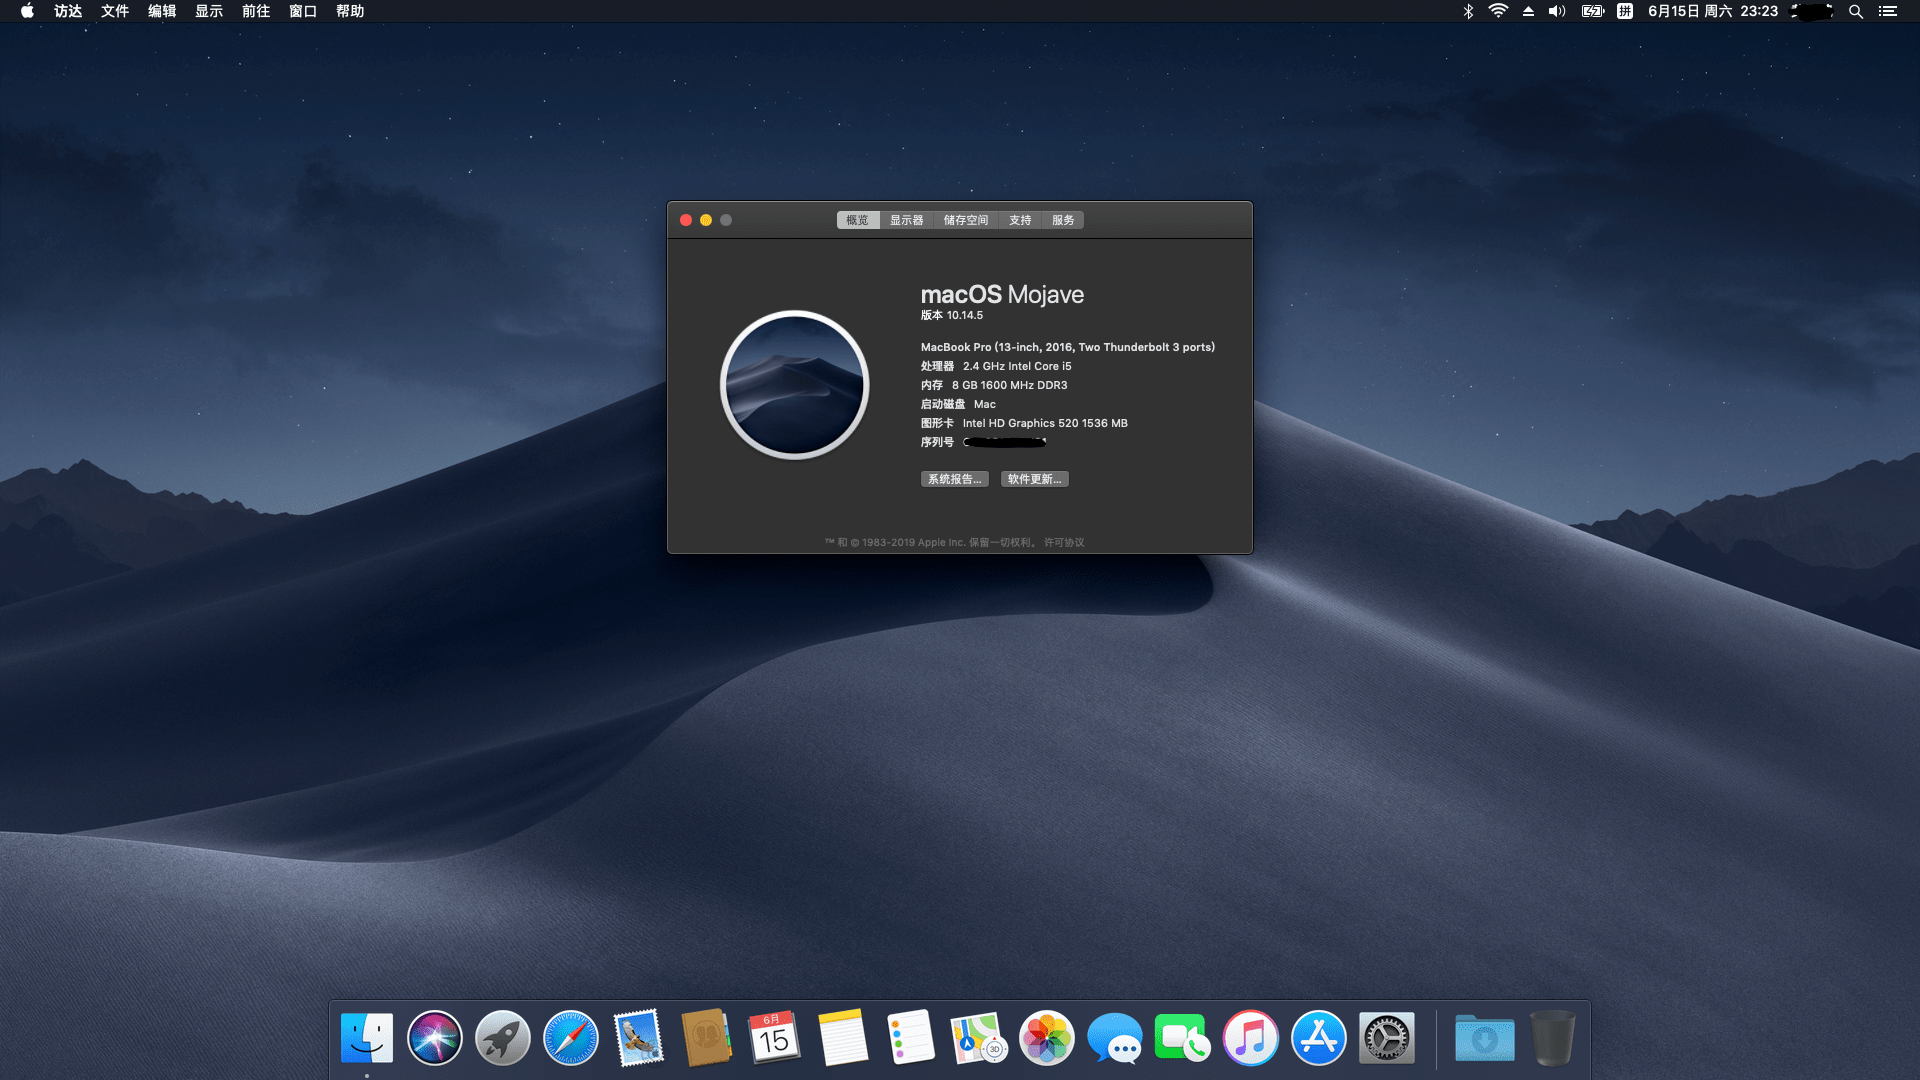 访达 文件 编辑 显示 前往 窗口 帮助 拼 6月15日 周六 23:23
概览 显示器 储存空间 支持 服务
macOS Mojave
版本 10.14.5
MacBook Pro (13-inch, 2016, Two Thunderbolt 3 ports)
处理器 2.4 GHz Intel Core i5
内存 8 GB 1600 MHz DDR3
启动磁盘 Mac
图形卡 Intel HD Graphics 520 1536 MB
序列号
系统报告... 软件更新...
™ 和 © 1983-2019 Apple Inc. 保留一切权利。 许可协议
6月
15
3D